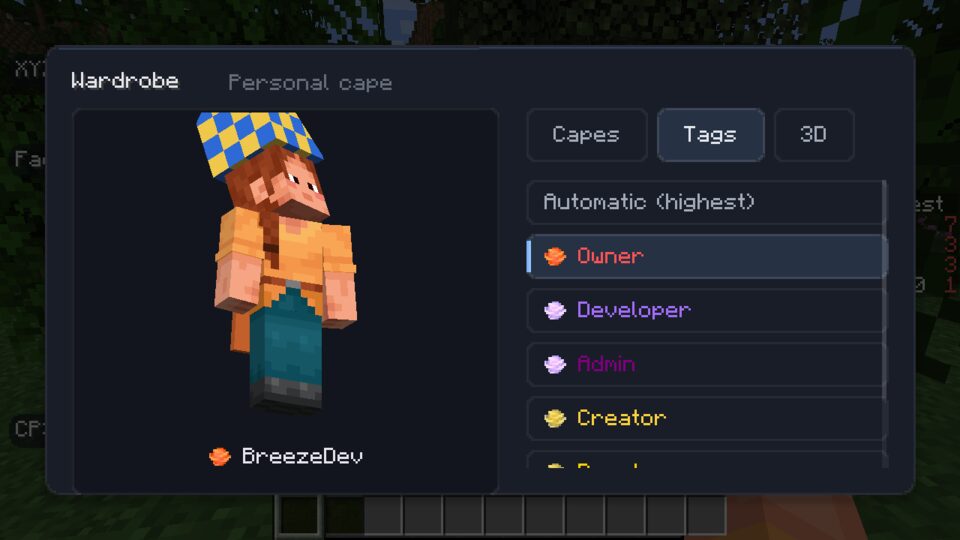 Wardrobe
Personal cape
Capes
Tags
3D
Automatic (highest)
Owner
Developer
Admin
Creator
BreezeDev